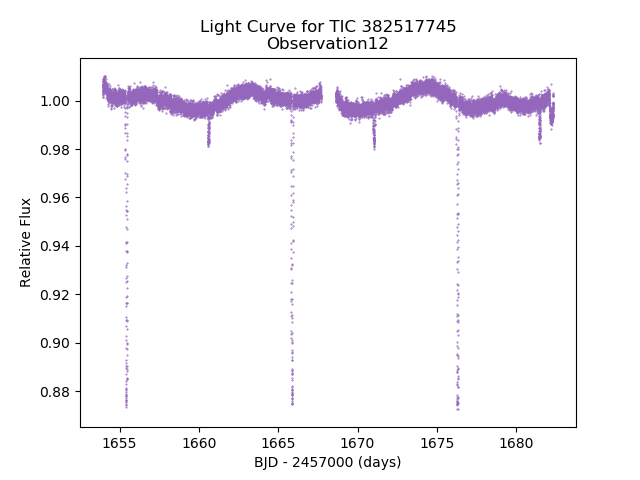 Light Curve for TIC 382517745
Observation12
1.00
0.98
0.96
0.94
0.92
0.90
0.88
Relative Flux
1655 1660 1665 1670 1675 1680
BJD - 2457000 (days)